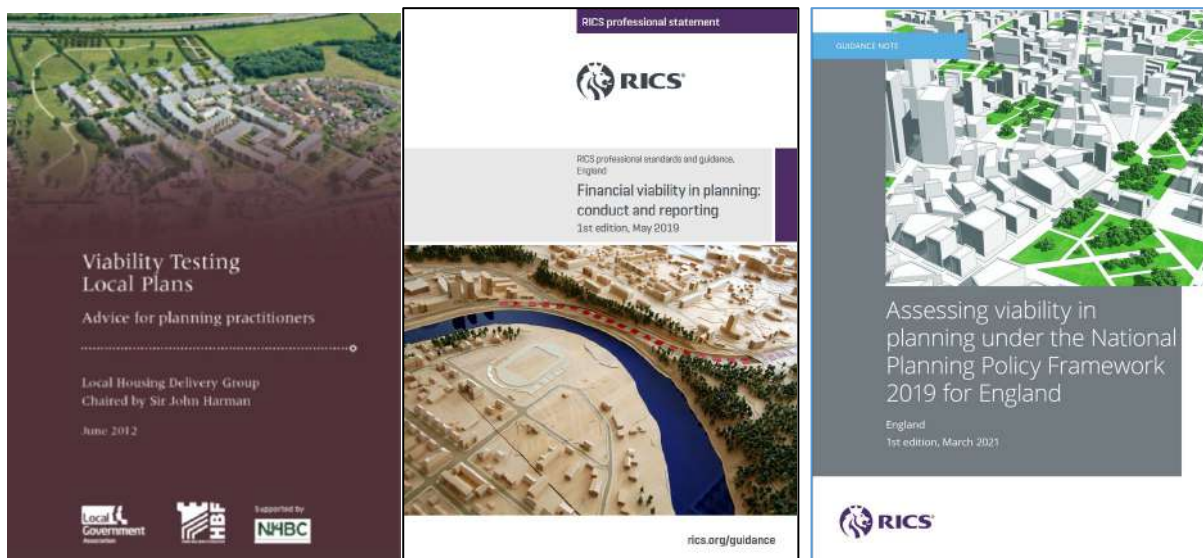 Viability Testing
Local Plans
Advice for planning practitioners
Local Housing Delivery Group
Chaired by Sir John Harman
June 2012
Local
Government
Association
HBF
Supported by
NHBC
RICS professional statement
RICS
RICS professional standards and guidance,
England
Financial viability in planning:
conduct and reporting
1st edition, May 2019
rics.org/guidance
GUIDANCE NOTE
Assessing viability in
planning under the National
Planning Policy Framework
2019 for England
England
1st edition, March 2021
RICS